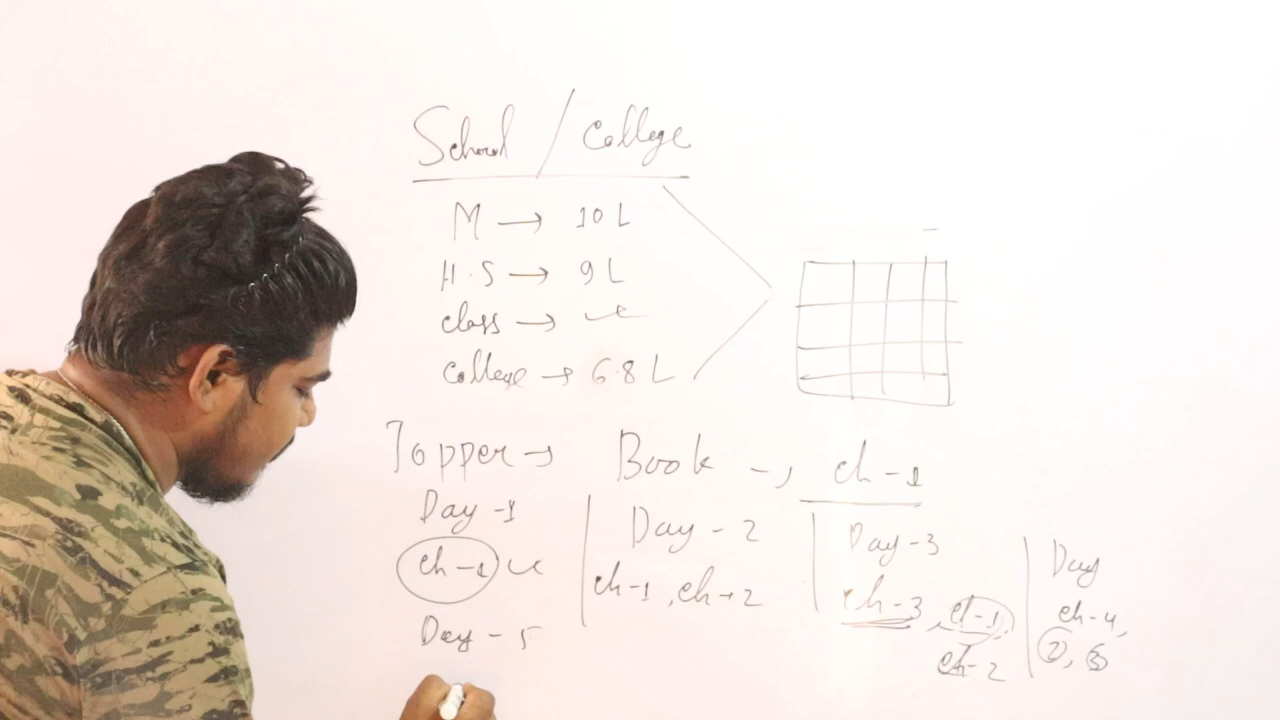 School / College
M → 10 L
H.S → 9 L
class →
College → 6.8 L
Topper → Book → ch-1
Day-1
ch-1
Day-2
ch-1, ch-2
Day-3
ch-3, ch-1,
ch-2
Day
ch-4,
2, 3
Day-5